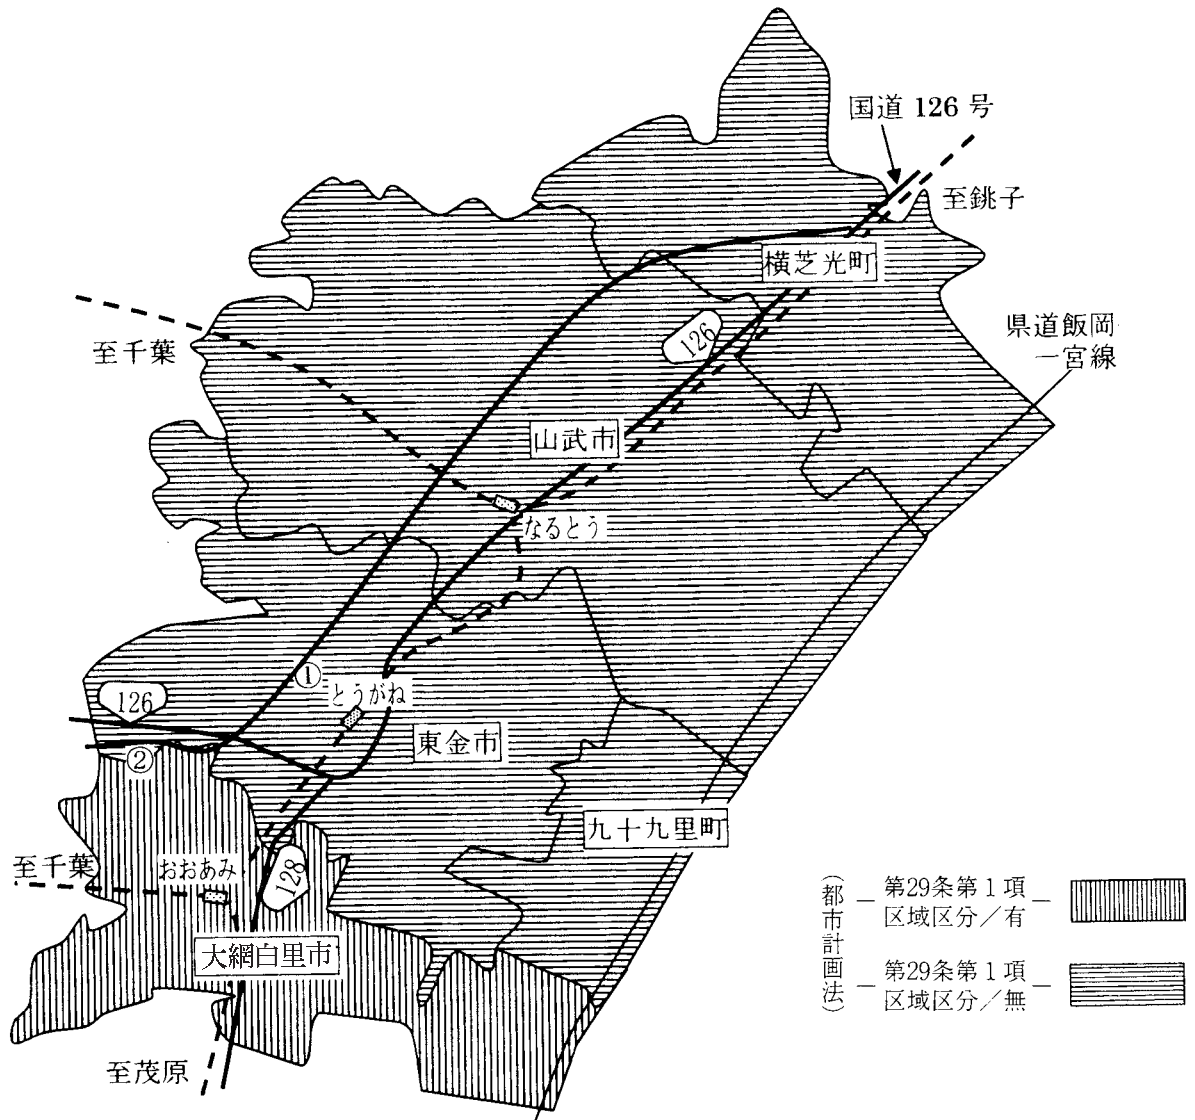 国道 126 号
至銚子
横芝光町
県道飯岡
一宮線
126
至千葉
山武市
なるとう
①
とうがね
126
東金市
②
九十九里町
至千葉
おおあみ
128
大網白里市
至茂原
(都市計画法)
第29条第1項
区域区分/有
第29条第1項
区域区分/無